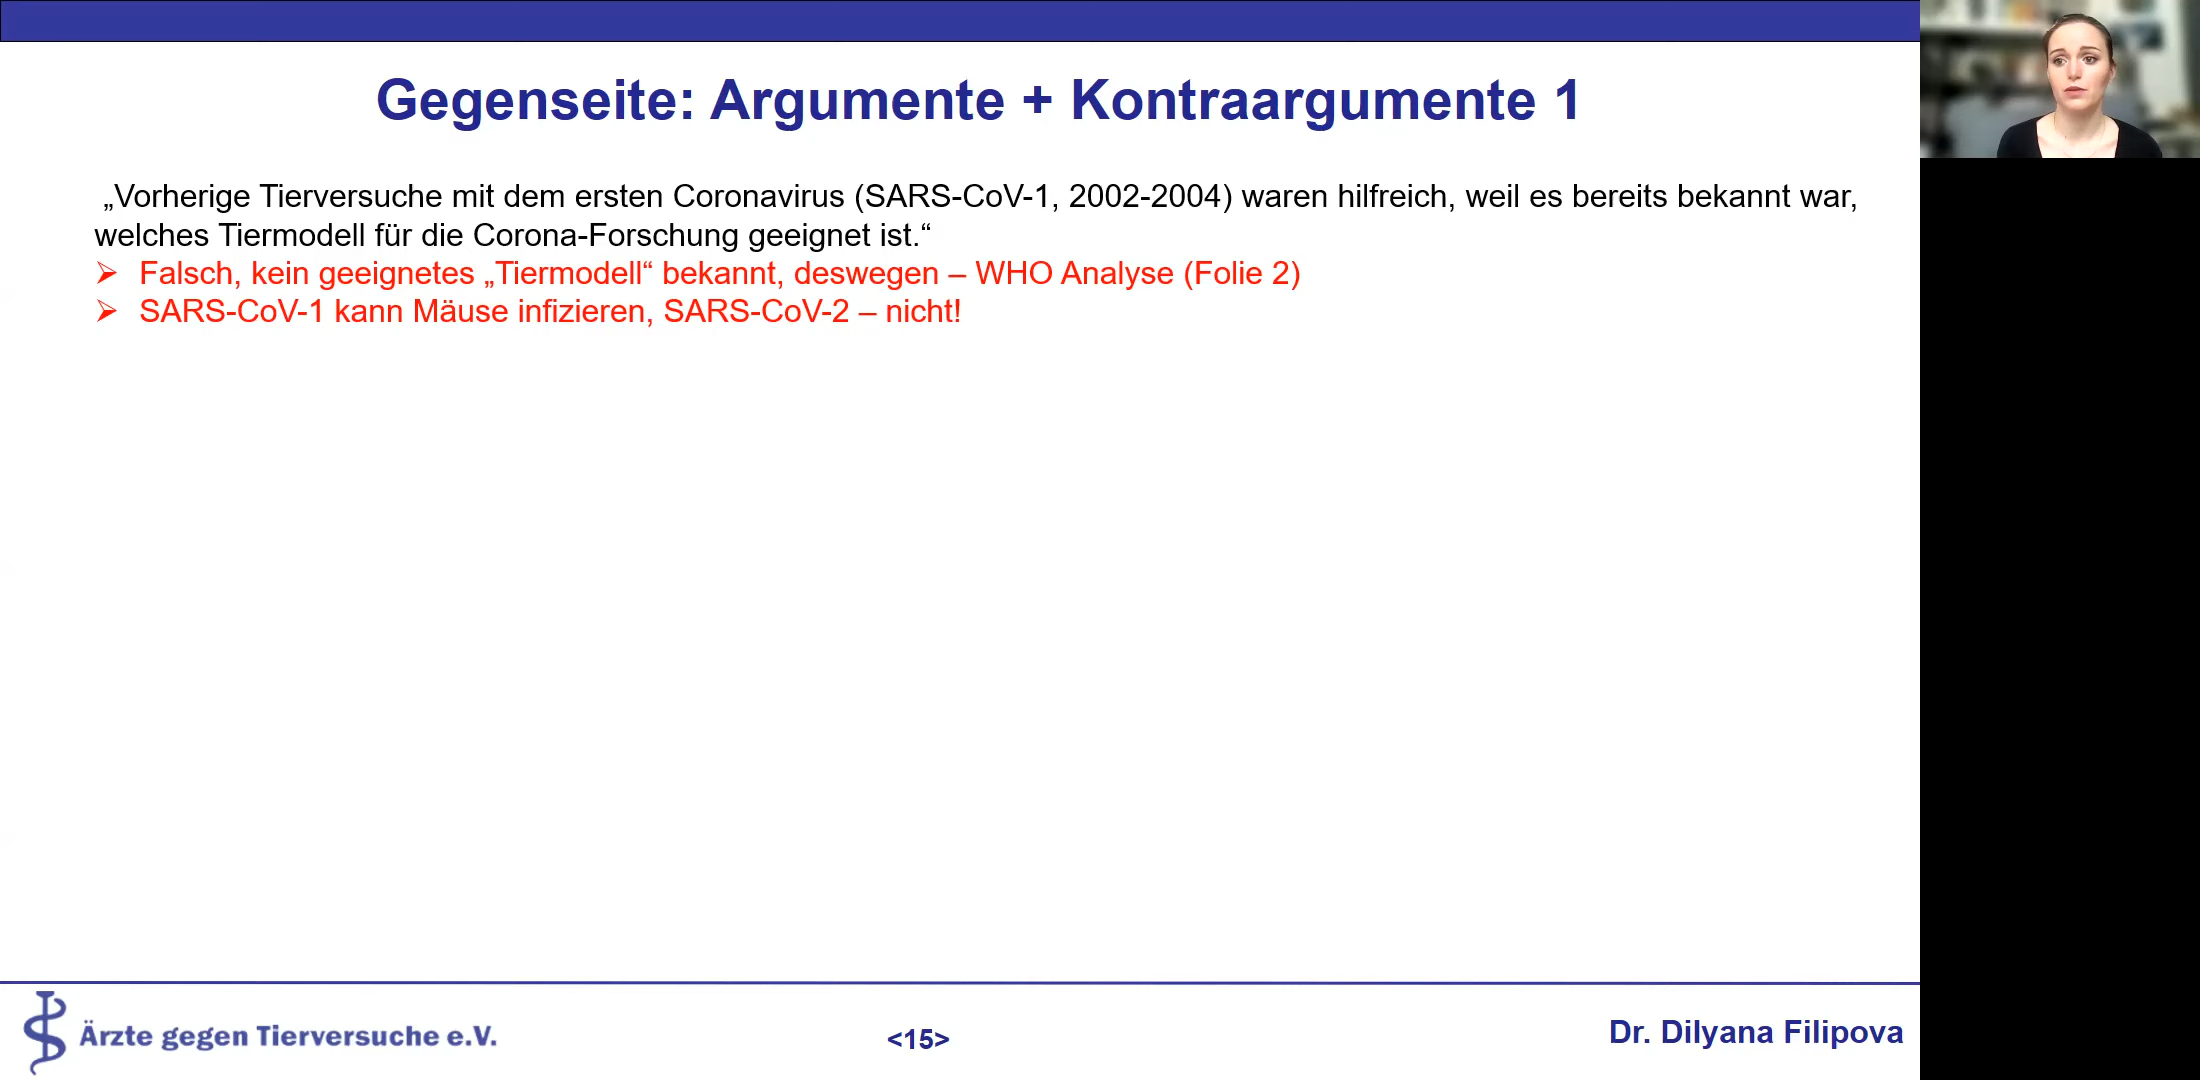 Gegenseite: Argumente + Kontraargumente 1
„Vorherige Tierversuche mit dem ersten Coronavirus (SARS-CoV-1, 2002-2004) waren hilfreich, weil es bereits bekannt war,
welches Tiermodell für die Corona-Forschung geeignet ist.“
➢ Falsch, kein geeignetes „Tiermodell“ bekannt, deswegen – WHO Analyse (Folie 2)
➢ SARS-CoV-1 kann Mäuse infizieren, SARS-CoV-2 – nicht!
Ärzte gegen Tierversuche e.V.
<15>
Dr. Dilyana Filipova